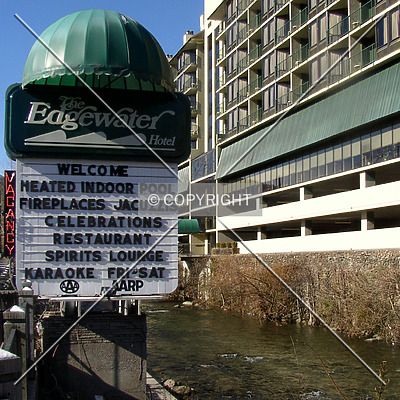 The
Edgewater
Hotel
WELCOME
HEATED INDOOR POOL
FIREPLACES JAC
CELEBRATIONS
RESTAURANT
SPIRITS LOUNGE
KARAOKE FRI-SAT
AAA AARP
VACANCY
© COPYRIGHT